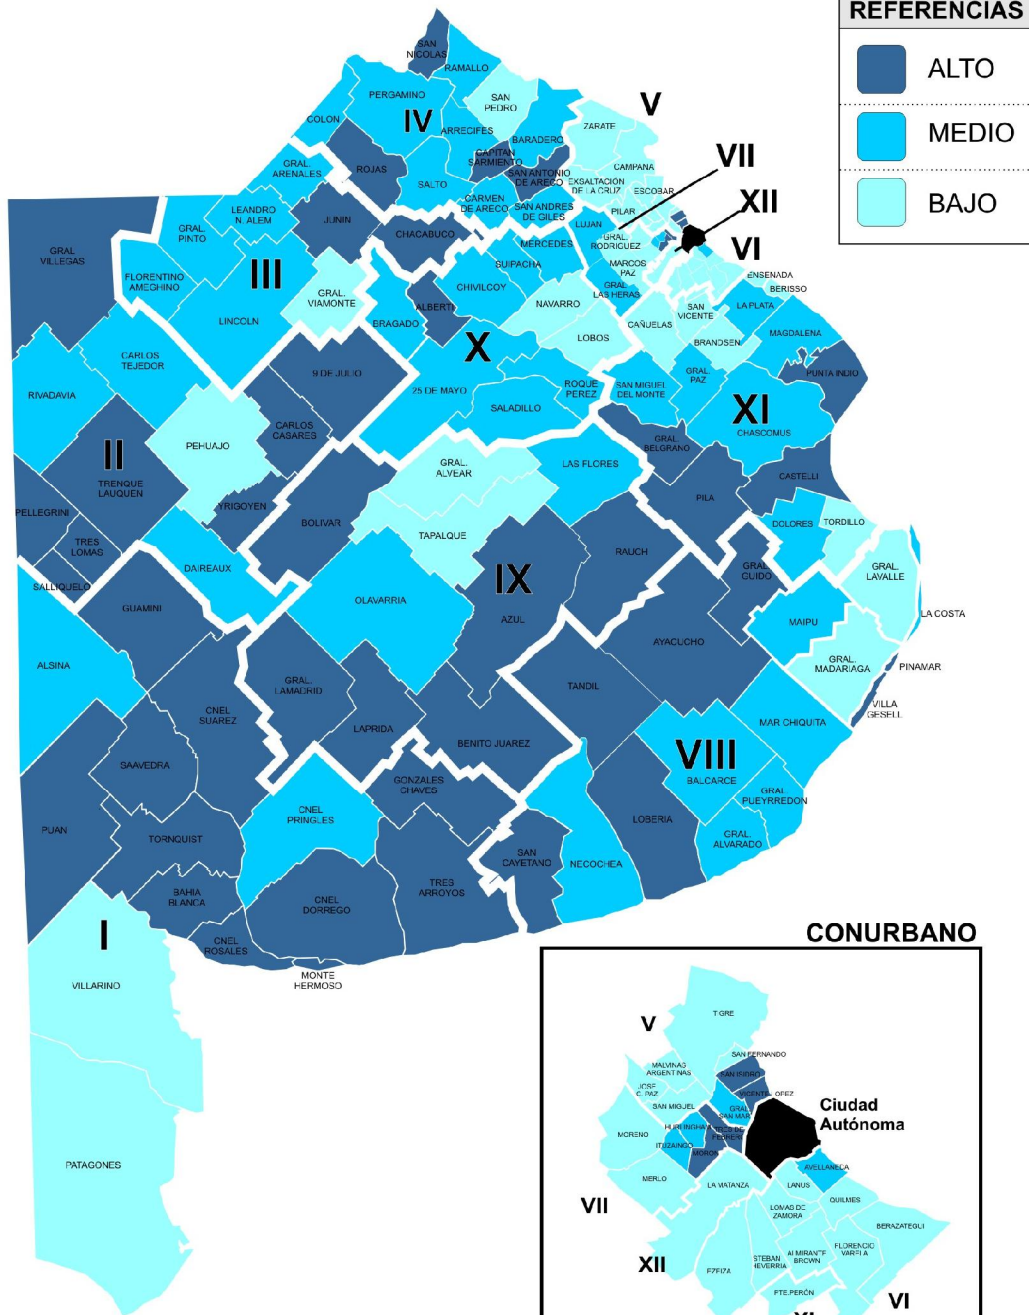 REFERENCIAS
ALTO
MEDIO
BAJO
SAN
NICOLAS
RAMALLO
PERGAMINO
SAN
PEDRO
COLON
IV
ARRECIFES
BARADERO
ZARATE
V
CAPITAN
SARMIENTO
CAMPANA
VII
GRAL.
ARENALES
ROJAS
SALTO
SAN ANTONIO
DE ARECO
EXSALTACIÓN
DE LA CRUZ
ESCOBAR
XII
CARMEN
DE ARECO
SAN ANDRES
DE GILES
LUJAN
PILAR
LEANDRO
N. ALEM
JUNIN
GRAL.
PINTO
CHACABUCO
GRAL
VILLEGAS
MERCEDES
GRAL.
RODRIGUEZ
VI
SUIPACHA
MARCOS
PAZ
FLORENTINO
AMEGHINO
III
CHIVILCOY
GRAL
LAS HERAS
ENSENADA
BERISSO
GRAL.
VIAMONTE
ALBERTI
NAVARRO
SAN
VICENTE
LA PLATA
LINCOLN
BRAGADO
CAÑUELAS
LOBOS
BRANDSEN
MAGDALENA
CARLOS
TEJEDOR
X
9 DE JULIO
PUNTA INDIO
RIVADAVIA
25 DE MAYO
ROQUE
PEREZ
SAN MIGUEL
DEL MONTE
GRAL.
PAZ
SALADILLO
XI
CHASCOMUS
CARLOS
CASARES
PEHUAJO
GRAL.
BELGRANO
II
TRENQUE
LAUQUEN
GRAL.
ALVEAR
LAS FLORES
CASTELLI
PILA
YRIGOYEN
PELLEGRINI
BOLIVAR
DOLORES
TORDILLO
TAPALQUE
TRES
LOMAS
RAUCH
GRAL.
GUIDO
GRAL.
LAVALLE
DAIREAUX
IX
SALLIQUELO
OLAVARRIA
GUAMINI
AZUL
LA COSTA
MAIPU
AYACUCHO
ALSINA
GRAL.
MADARIAGA
PINAMAR
GRAL.
LAMADRID
TANDIL
VILLA
GESELL
CNEL
SUAREZ
LAPRIDA
MAR CHIQUITA
BENITO JUAREZ
VIII
BALCARCE
SAAVEDRA
GONZALES
CHAVES
GRAL.
PUEYRREDON
CNEL
PRINGLES
LOBERIA
PUAN
TORNQUIST
GRAL.
ALVARADO
SAN
CAYETANO
NECOCHEA
TRES
ARROYOS
BAHIA
BLANCA
CNEL
DORREGO
I
CNEL
ROSALES
MONTE
HERMOSO
VILLARINO
PATAGONES
CONURBANO
TIGRE
V
SAN FERNANDO
MALVINAS
ARGENTINAS
SAN ISIDRO
JOSE
C. PAZ
VICENTE LOPEZ
SAN MIGUEL
GRAL.
SAN MAR
Ciudad
Autónoma
HURLINGHAM
TRES DE
FEBRERO
MORENO
ITUZAINGO
MORON
AVELLANEDA
MERLO
LA MATANZA
LANUS
QUILMES
LOMAS DE
ZAMORA
VII
BERAZATEGUI
FLORENCIO
VARELA
ALMIRANTE
BROWN
XII
EZEIZA
FTE.PERÓN
VI